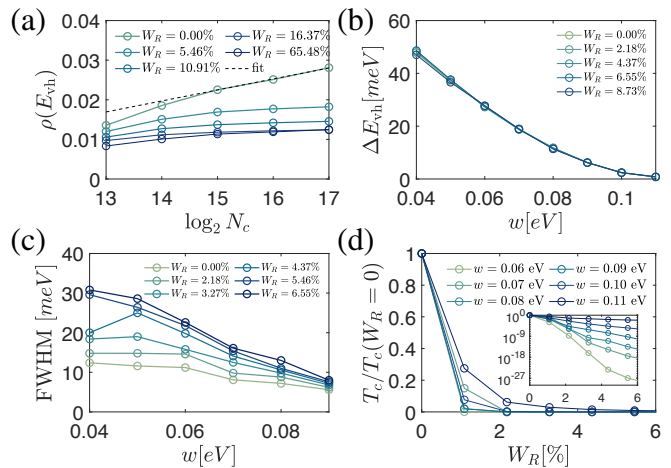 (a)
W_R = 0.00%
W_R = 5.46%
W_R = 10.91%
W_R = 16.37%
W_R = 65.48%
fit
0.04
0.03
0.02
0.01
0
ρ(E_vh)
13 14 15 16 17
log₂ N_c
(b)
W_R = 0.00%
W_R = 2.18%
W_R = 4.37%
W_R = 6.55%
W_R = 8.73%
60
40
20
0
ΔE_vh[meV]
0.04 0.06 0.08 0.1
w[eV]
(c)
W_R = 0.00%
W_R = 2.18%
W_R = 3.27%
W_R = 4.37%
W_R = 5.46%
W_R = 6.55%
40
30
20
10
0
FWHM [meV]
0.04 0.05 0.06 0.07 0.08 0.09
w[eV]
(d)
w = 0.06 eV
w = 0.07 eV
w = 0.08 eV
w = 0.09 eV
w = 0.10 eV
w = 0.11 eV
1
0.8
0.6
0.4
0.2
0
T_c/T_c(W_R = 0)
10⁰
10⁻⁹
10⁻¹⁸
10⁻²⁷
0 2 4 6
0 2 4 6
W_R[%]